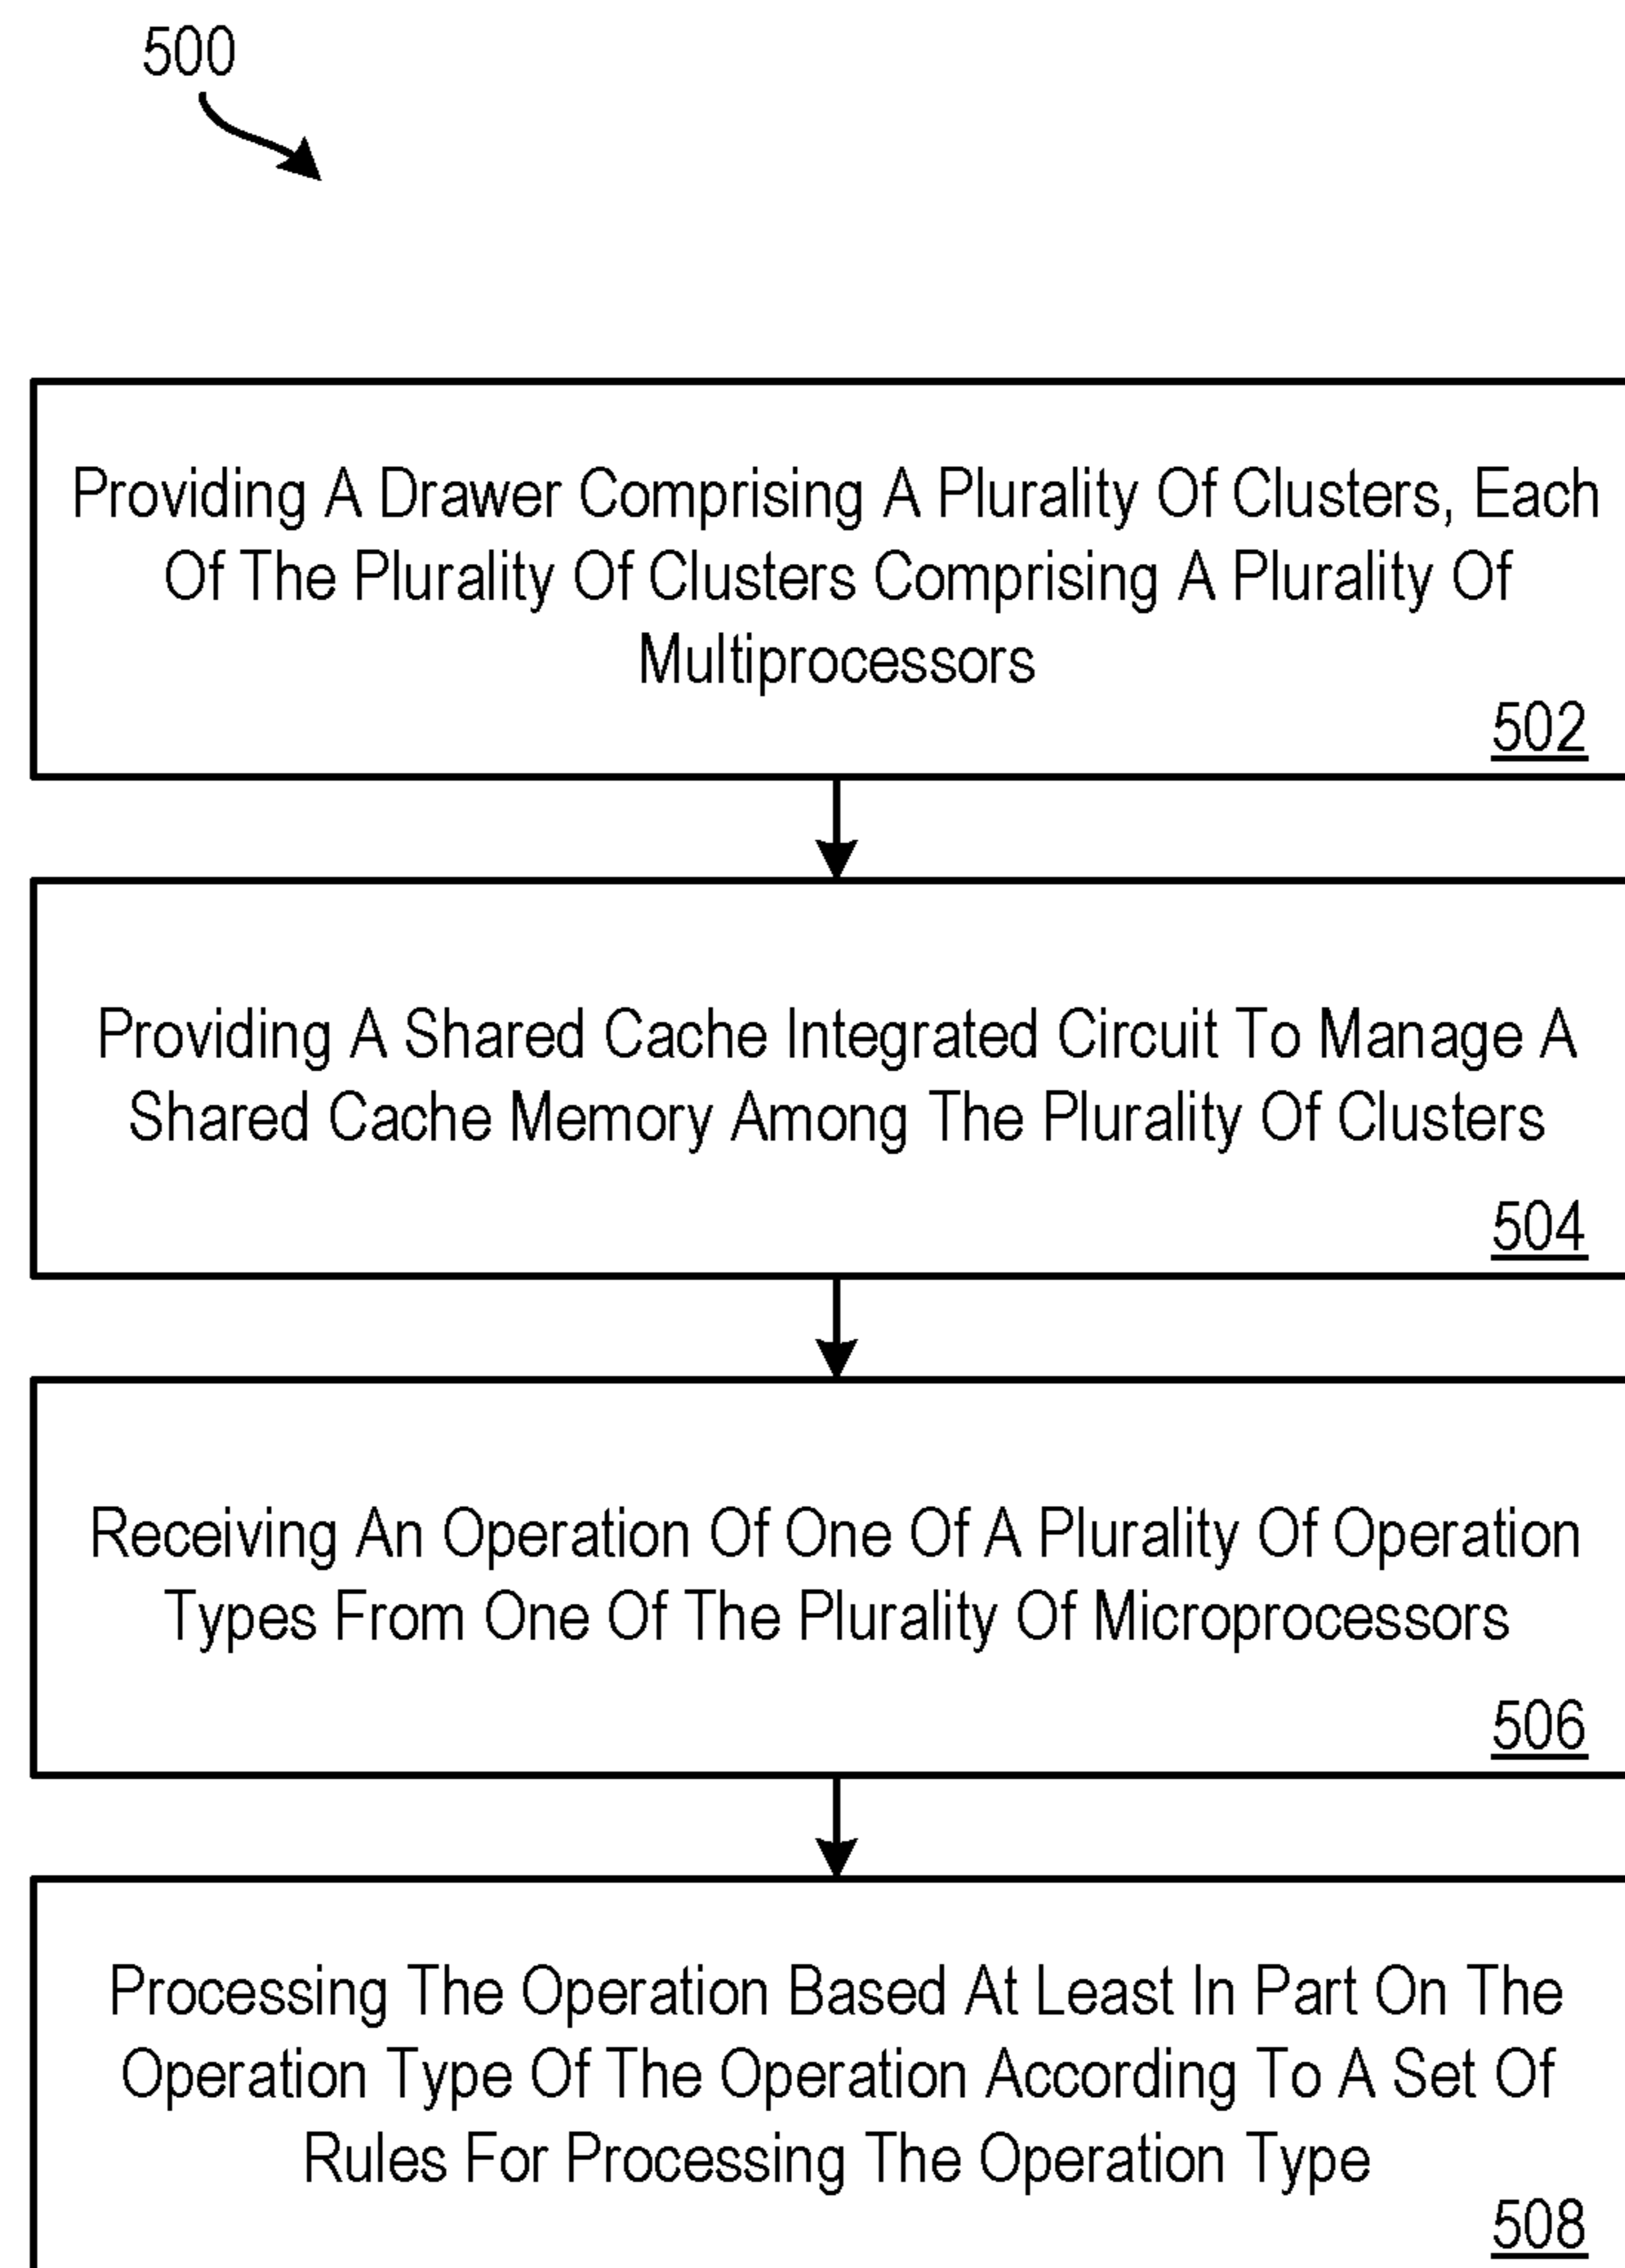 500
Providing A Drawer Comprising A Plurality Of Clusters, Each
Of The Plurality Of Clusters Comprising A Plurality Of
Multiprocessors
502
Providing A Shared Cache Integrated Circuit To Manage A
Shared Cache Memory Among The Plurality Of Clusters
504
Receiving An Operation Of One Of A Plurality Of Operation
Types From One Of The Plurality Of Microprocessors
506
Processing The Operation Based At Least In Part On The
Operation Type Of The Operation According To A Set Of
Rules For Processing The Operation Type
508